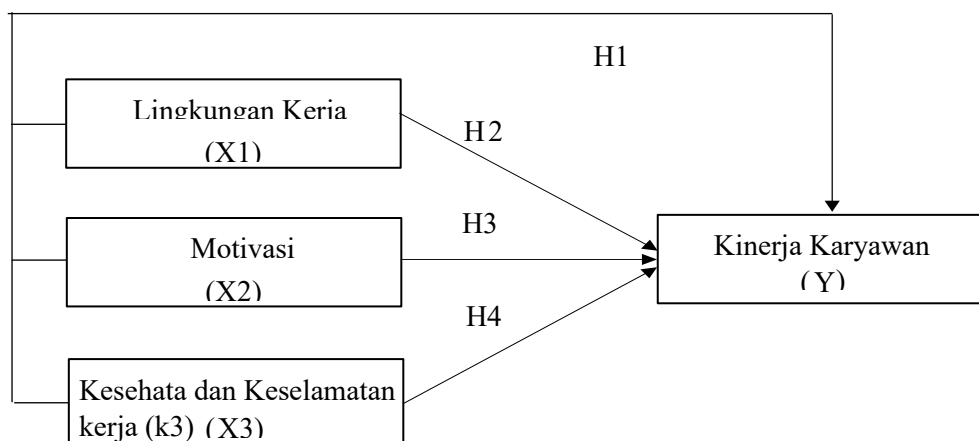 H1
Lingkungan Kerja
(X1)
H2
Motivasi
(X2)
H3
Kinerja Karyawan
(Y)
H4
Kesehata dan Keselamatan
kerja (k3) (X3)